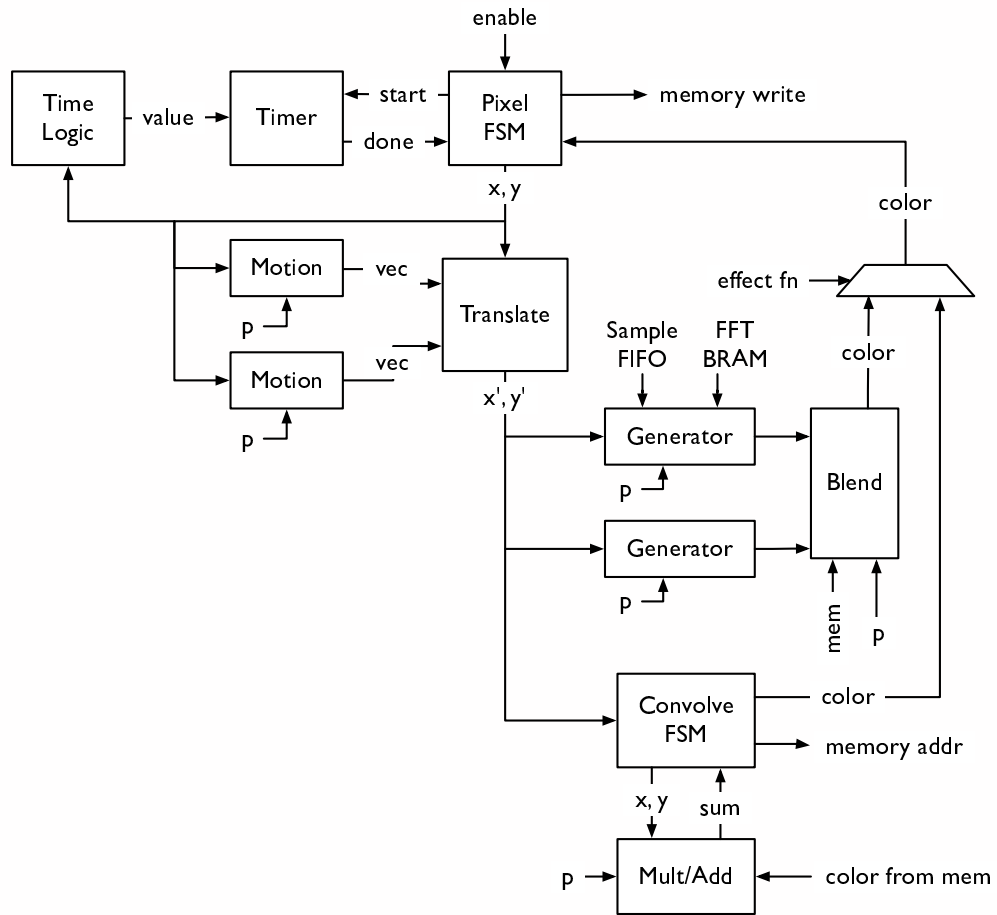 enable
Time
Logic
value
Timer
start
done
Pixel
FSM
memory write
x, y
color
Motion
vec
p
Translate
effect fn
Motion
vec
p
x', y'
Sample
FIFO
FFT
BRAM
color
Generator
p
Blend
Generator
p
mem
p
Convolve
FSM
color
memory addr
x, y
sum
p
Mult/Add
color from mem